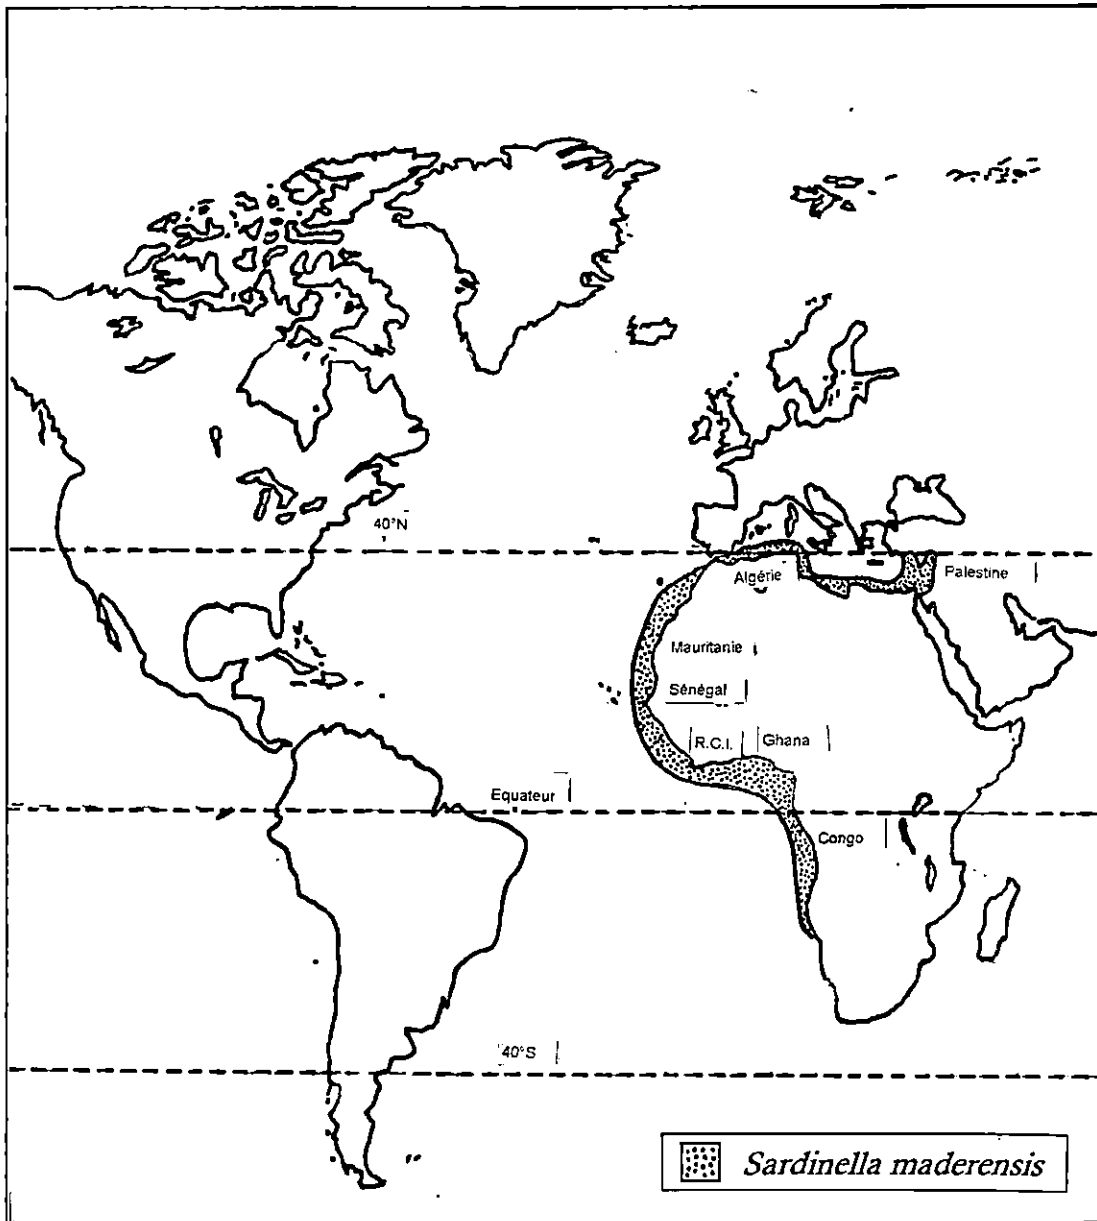 40°N
Algérie
Palestine
Mauritanie
Sénégal
R.C.I.
Ghana
Equateur
Congo
40°S
Sardinella maderensis